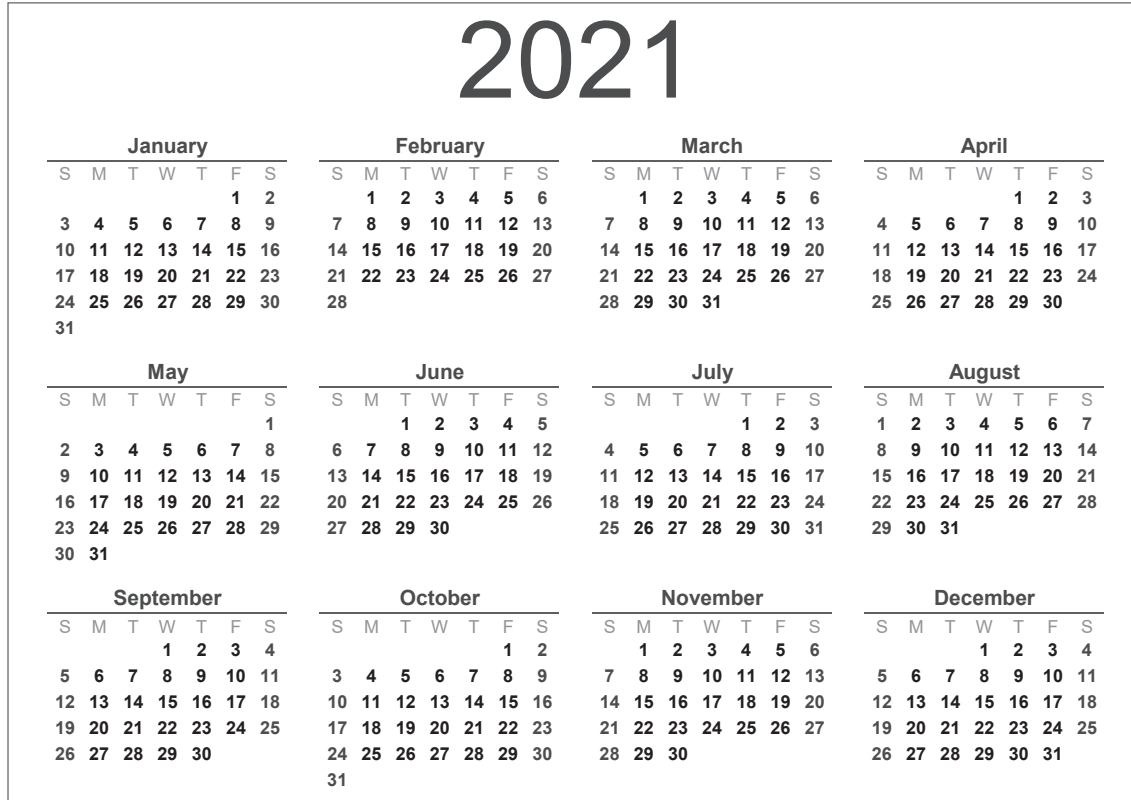 2021
January February March April
S M T W T F S S M T W T F S S M T W T F S S M T W T F S
1 2 1 2 3 4 5 6 1 2 3 4 5 6 1 2 3
3 4 5 6 7 8 9 7 8 9 10 11 12 13 7 8 9 10 11 12 13 4 5 6 7 8 9 10
10 11 12 13 14 15 16 14 15 16 17 18 19 20 14 15 16 17 18 19 20 11 12 13 14 15 16 17
17 18 19 20 21 22 23 21 22 23 24 25 26 27 21 22 23 24 25 26 27 18 19 20 21 22 23 24
24 25 26 27 28 29 30 28 28 29 30 31 25 26 27 28 29 30
31
May June July August
S M T W T F S S M T W T F S S M T W T F S S M T W T F S
1 1 2 3 4 5 1 2 3 1 2 3 4 5 6 7
2 3 4 5 6 7 8 6 7 8 9 10 11 12 4 5 6 7 8 9 10 8 9 10 11 12 13 14
9 10 11 12 13 14 15 13 14 15 16 17 18 19 11 12 13 14 15 16 17 15 16 17 18 19 20 21
16 17 18 19 20 21 22 20 21 22 23 24 25 26 18 19 20 21 22 23 24 22 23 24 25 26 27 28
23 24 25 26 27 28 29 27 28 29 30 25 26 27 28 29 30 31 29 30 31
30 31
September October November December
S M T W T F S S M T W T F S S M T W T F S S M T W T F S
1 2 3 4 1 2 1 2 3 4 5 6 1 2 3 4
5 6 7 8 9 10 11 3 4 5 6 7 8 9 7 8 9 10 11 12 13 5 6 7 8 9 10 11
12 13 14 15 16 17 18 10 11 12 13 14 15 16 14 15 16 17 18 19 20 12 13 14 15 16 17 18
19 20 21 22 23 24 25 17 18 19 20 21 22 23 21 22 23 24 25 26 27 19 20 21 22 23 24 25
26 27 28 29 30 24 25 26 27 28 29 30 28 29 30 26 27 28 29 30 31
31